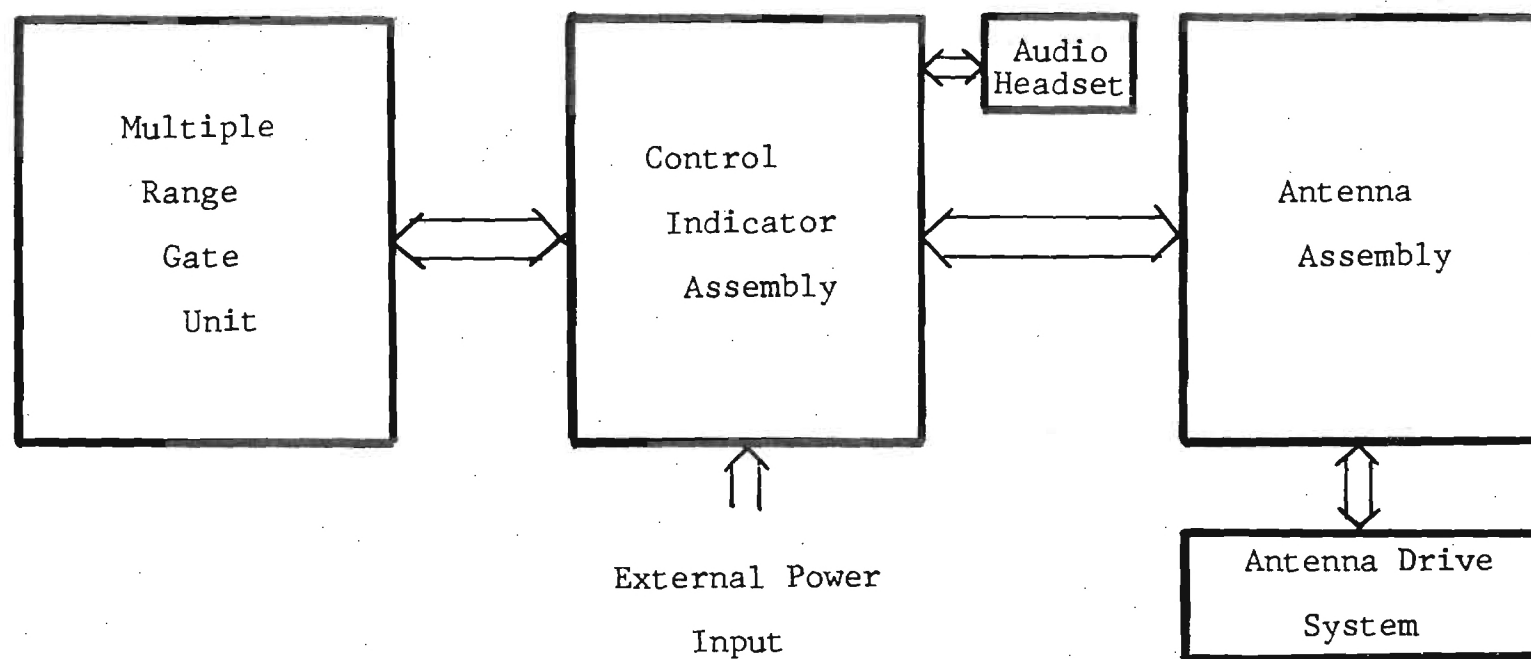 Multiple
Range
Gate
Unit
Control
Indicator
Assembly
Audio
Headset
Antenna
Assembly
External Power
Input
Antenna Drive
System